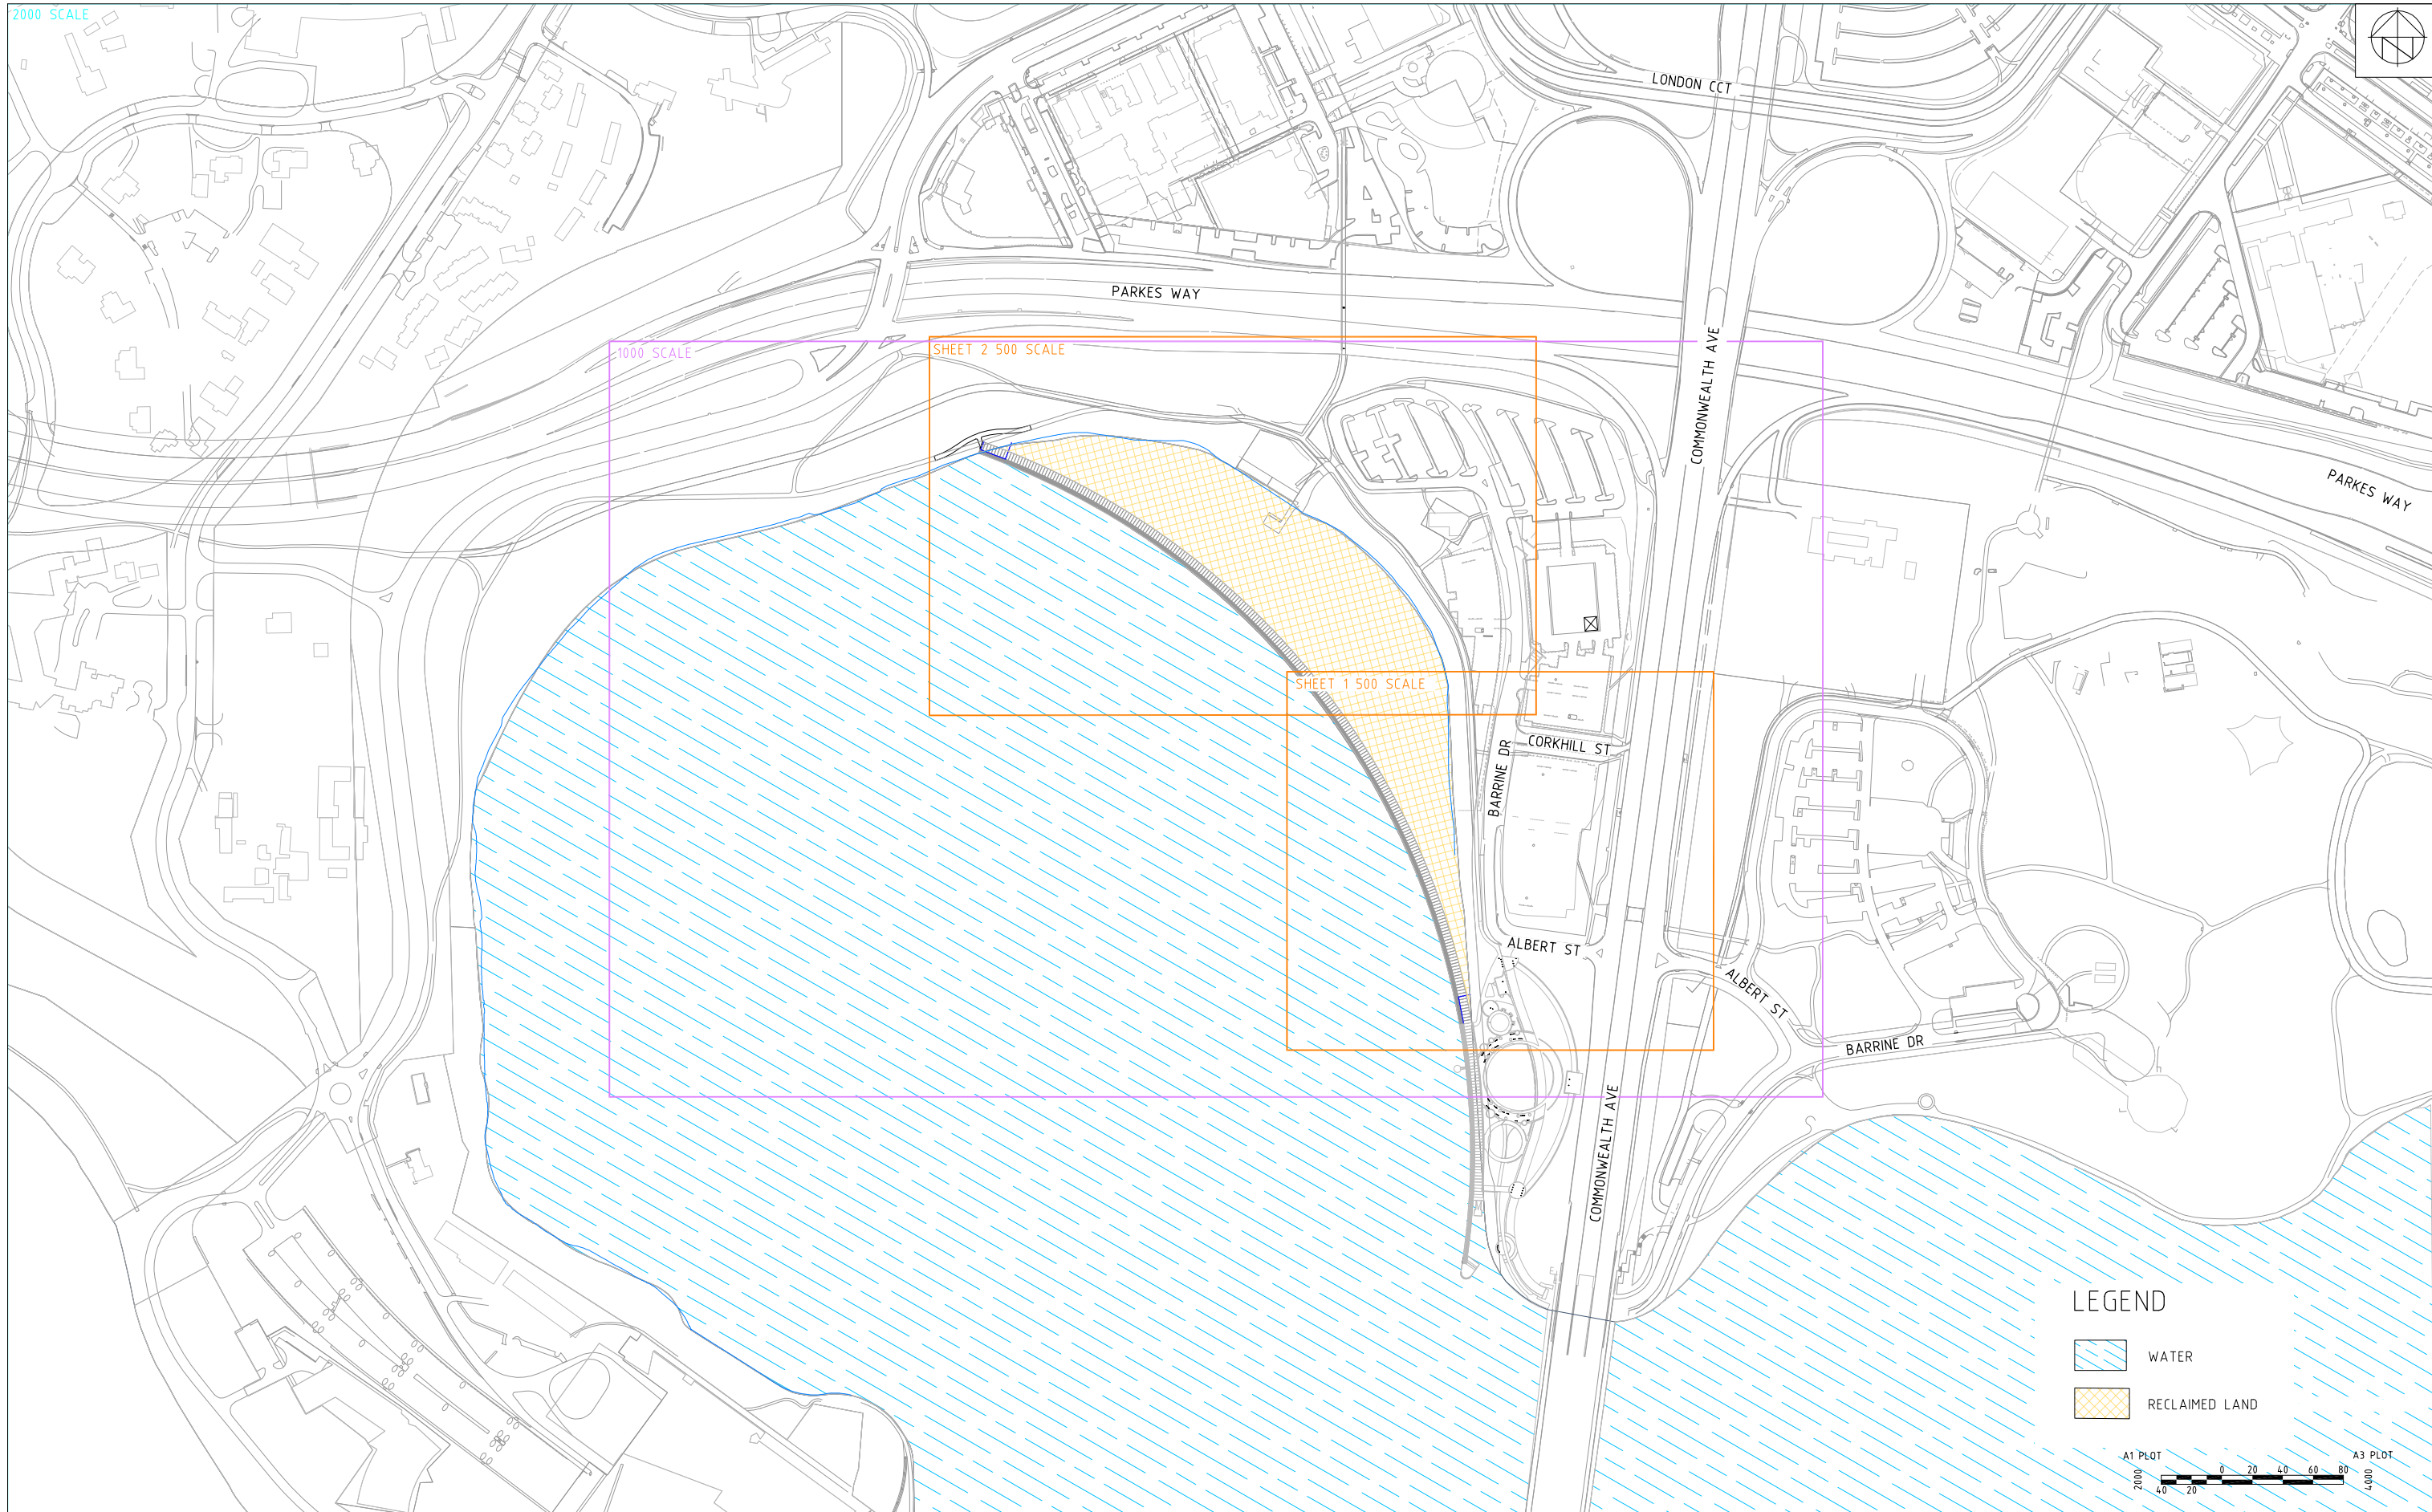 2000 SCALE
N
LONDON CCT
PARKES WAY
COMMONWEALTH AVE
1000 SCALE
SHEET 2 500 SCALE
PARKES WAY
SHEET 1 500 SCALE
CORKHILL ST
BARRINE DR
ALBERT ST
ALBERT ST
BARRINE DR
COMMONWEALTH AVE
LEGEND
WATER
RECLAIMED LAND
A1 PLOT
A3 PLOT
2000
0 20 40 60 80
40 20
4000